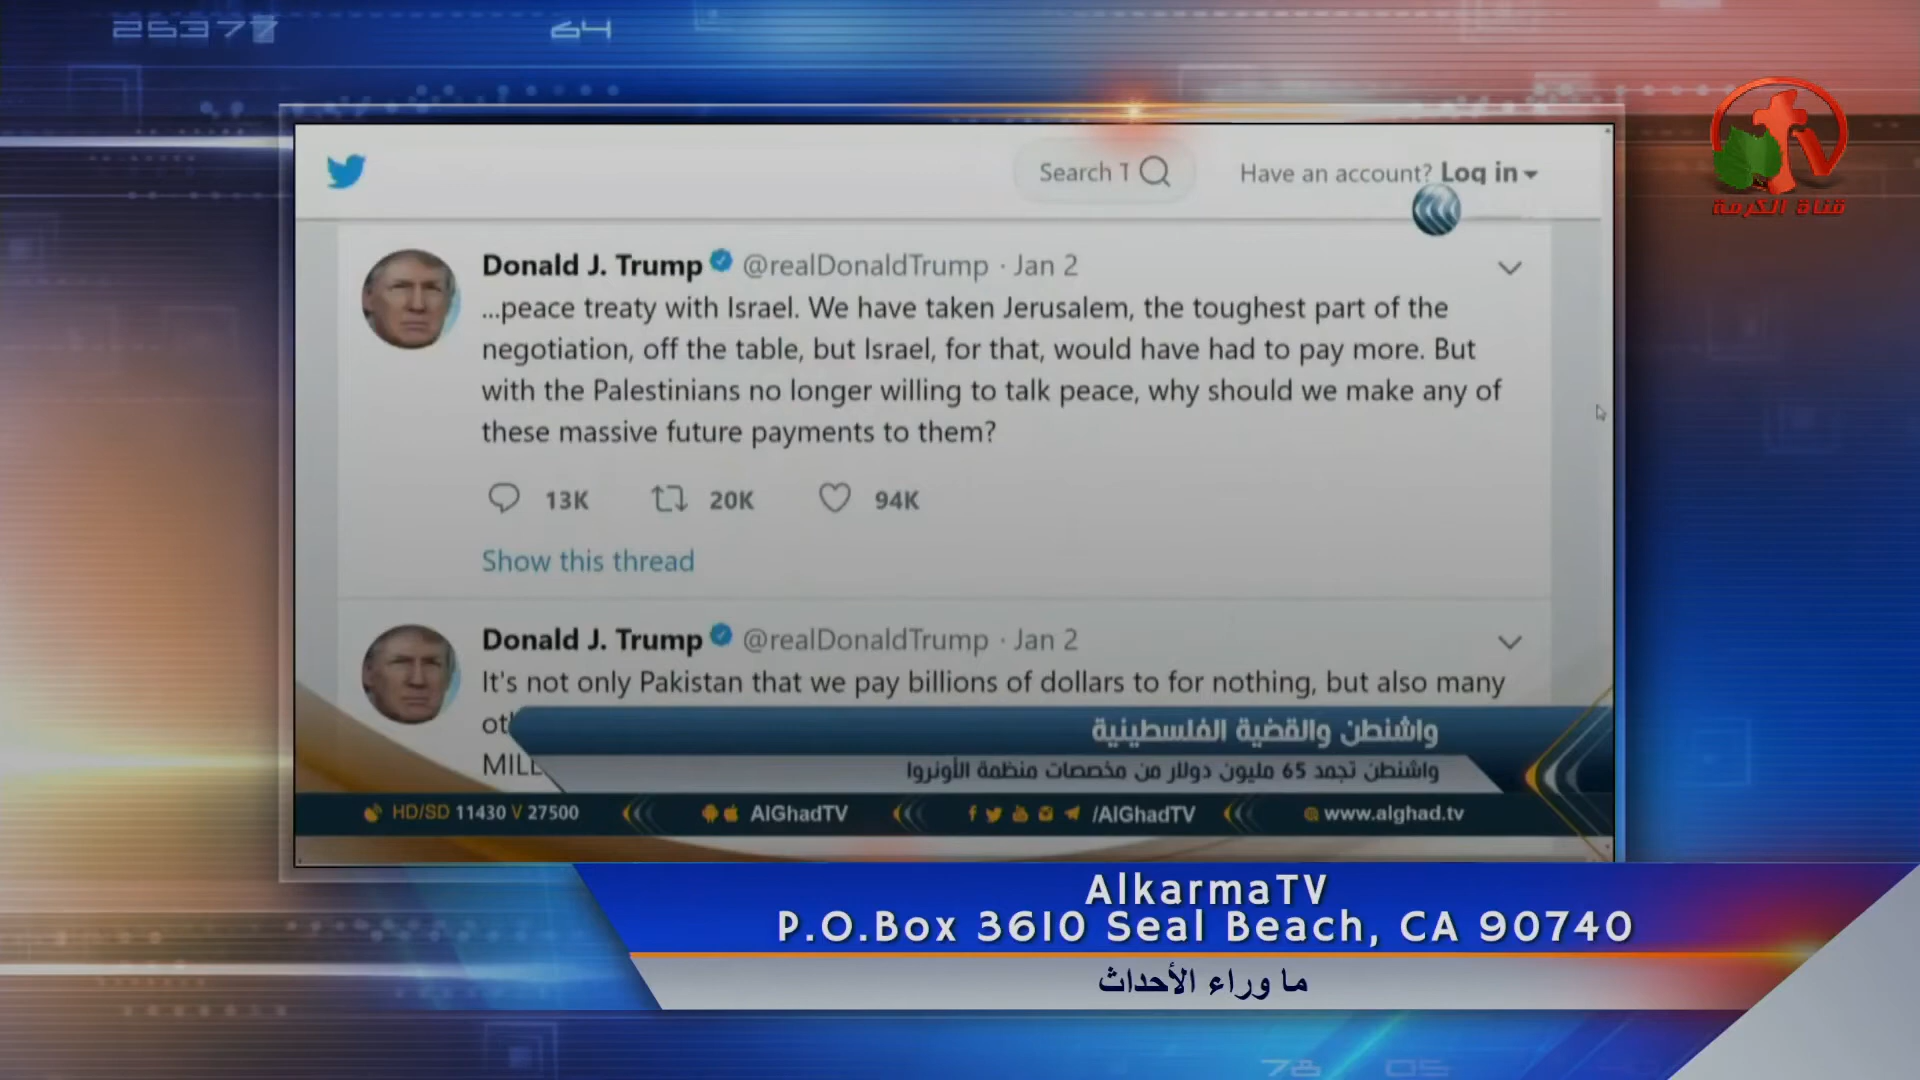 25377
64
قناة الكرمة
Search T
Have an account? Log in
Donald J. Trump @realDonaldTrump · Jan 2
...peace treaty with Israel. We have taken Jerusalem, the toughest part of the
negotiation, off the table, but Israel, for that, would have had to pay more. But
with the Palestinians no longer willing to talk peace, why should we make any of
these massive future payments to them?
13K 20K 94K
Show this thread
Donald J. Trump @realDonaldTrump · Jan 2
It's not only Pakistan that we pay billions of dollars to for nothing, but also many
واشنطن والقضية الفلسطينية
واشنطن تجمد 65 مليون دولار من مخصصات منظمة الأونروا
HD/SD 11430 V 27500 AlGhadTV /AlGhadTV www.alghad.tv
AlkarmaTV
P.O.Box 3610 Seal Beach, CA 90740
ما وراء الأحداث
78 05